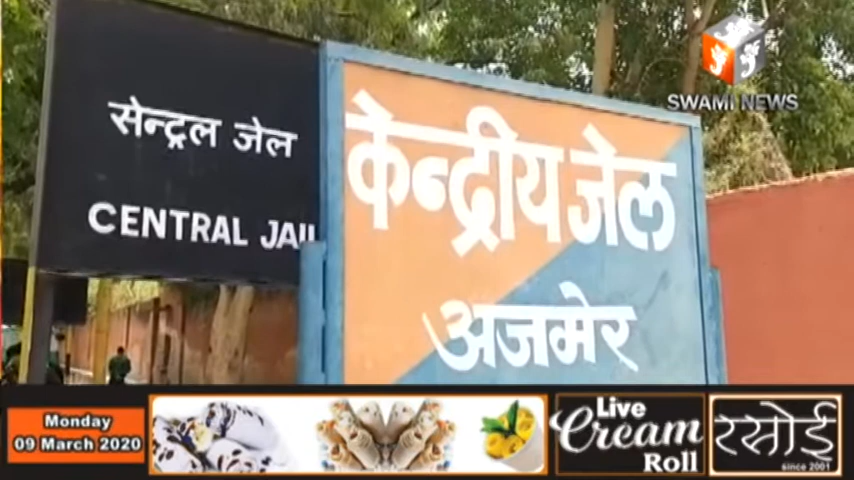 सेन्ट्रल जेल
CENTRAL JAIL
केन्द्रीय जेल
अजमेर
SWAMI NEWS
Monday
09 March 2020
Live
Cream
Roll
रसोई
since 2001